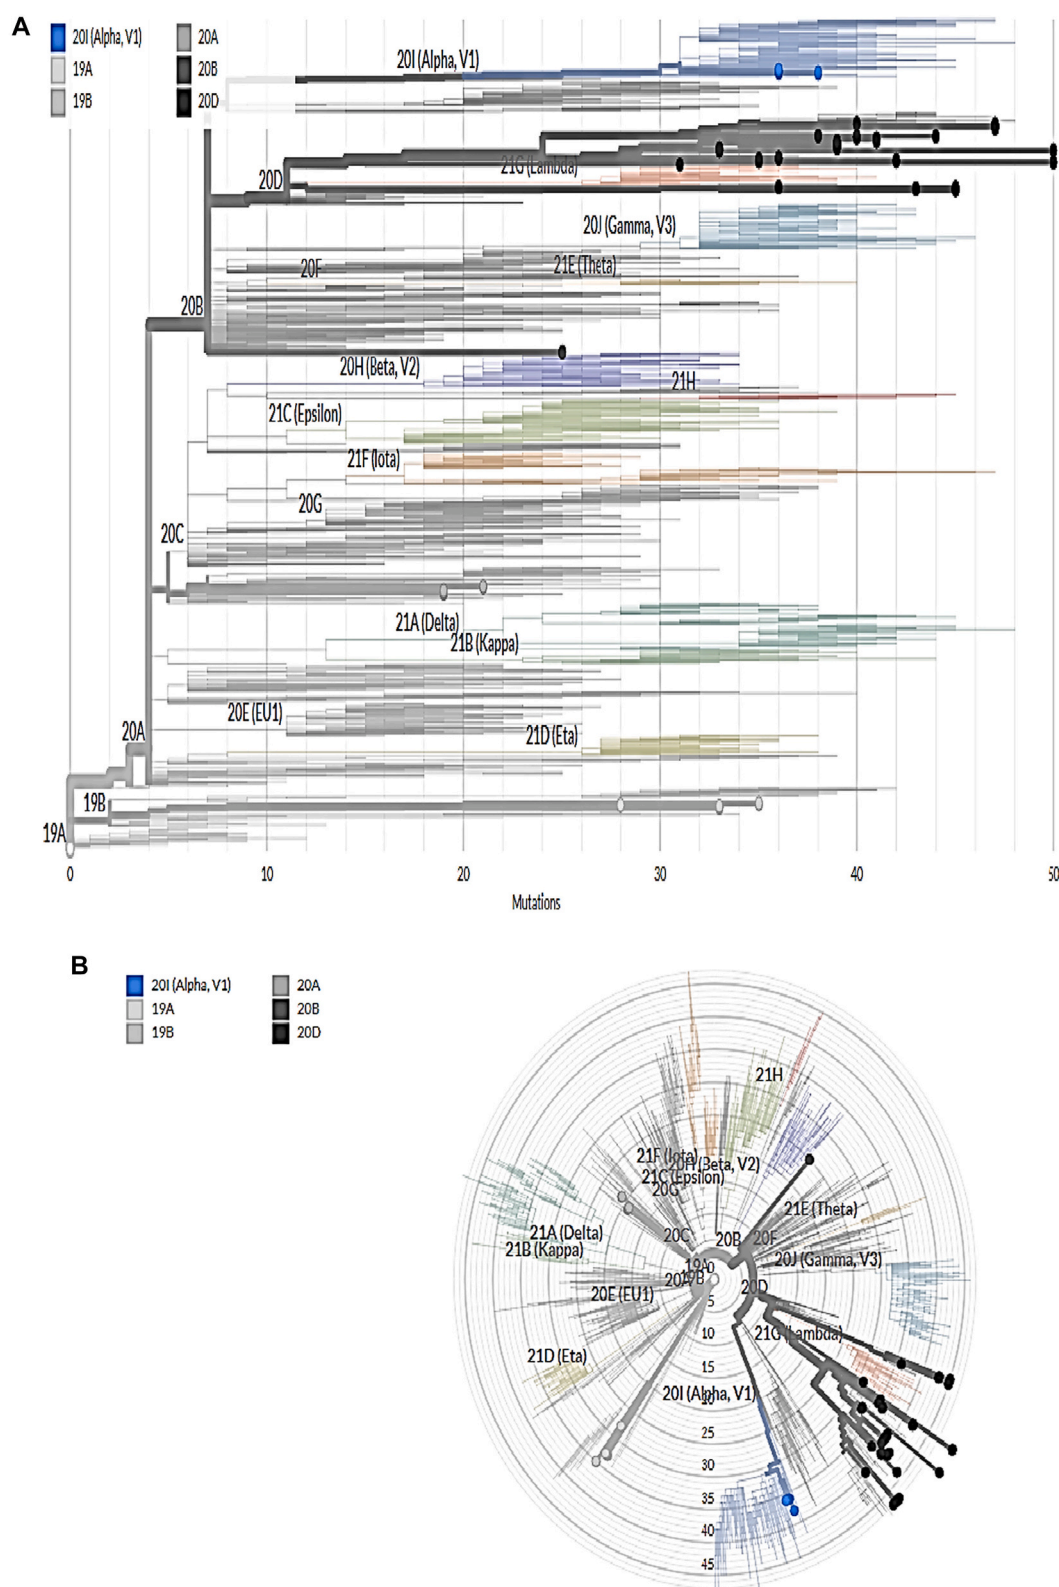 A
20I (Alpha, V1)
19A
19B
20A
20B
20D
20I (Alpha, V1)
21G (Lambda)
20D
20J (Gamma, V3)
20F
21E (Theta)
20B
20H (Beta, V2)
21H
21C (Epsilon)
21F (Iota)
20G
20C
21A (Delta)
21B (Kappa)
20E (EU1)
20A
21D (Eta)
19B
19A
0 10 20 30 40 50
Mutations
B
20I (Alpha, V1)
19A
19B
20A
20B
20D
21H
21F (Iota)
20H (Beta, V2)
21C (Epsilon)
20G
21E (Theta)
21A (Delta)
20C
20B
20F
21B (Kappa)
20J (Gamma, V3)
19A
0
20A
19B
20D
20E (EU1)
5
21G (Lambda)
10
21D (Eta)
15
20I (Alpha, V1)
20
25
30
35
40
45